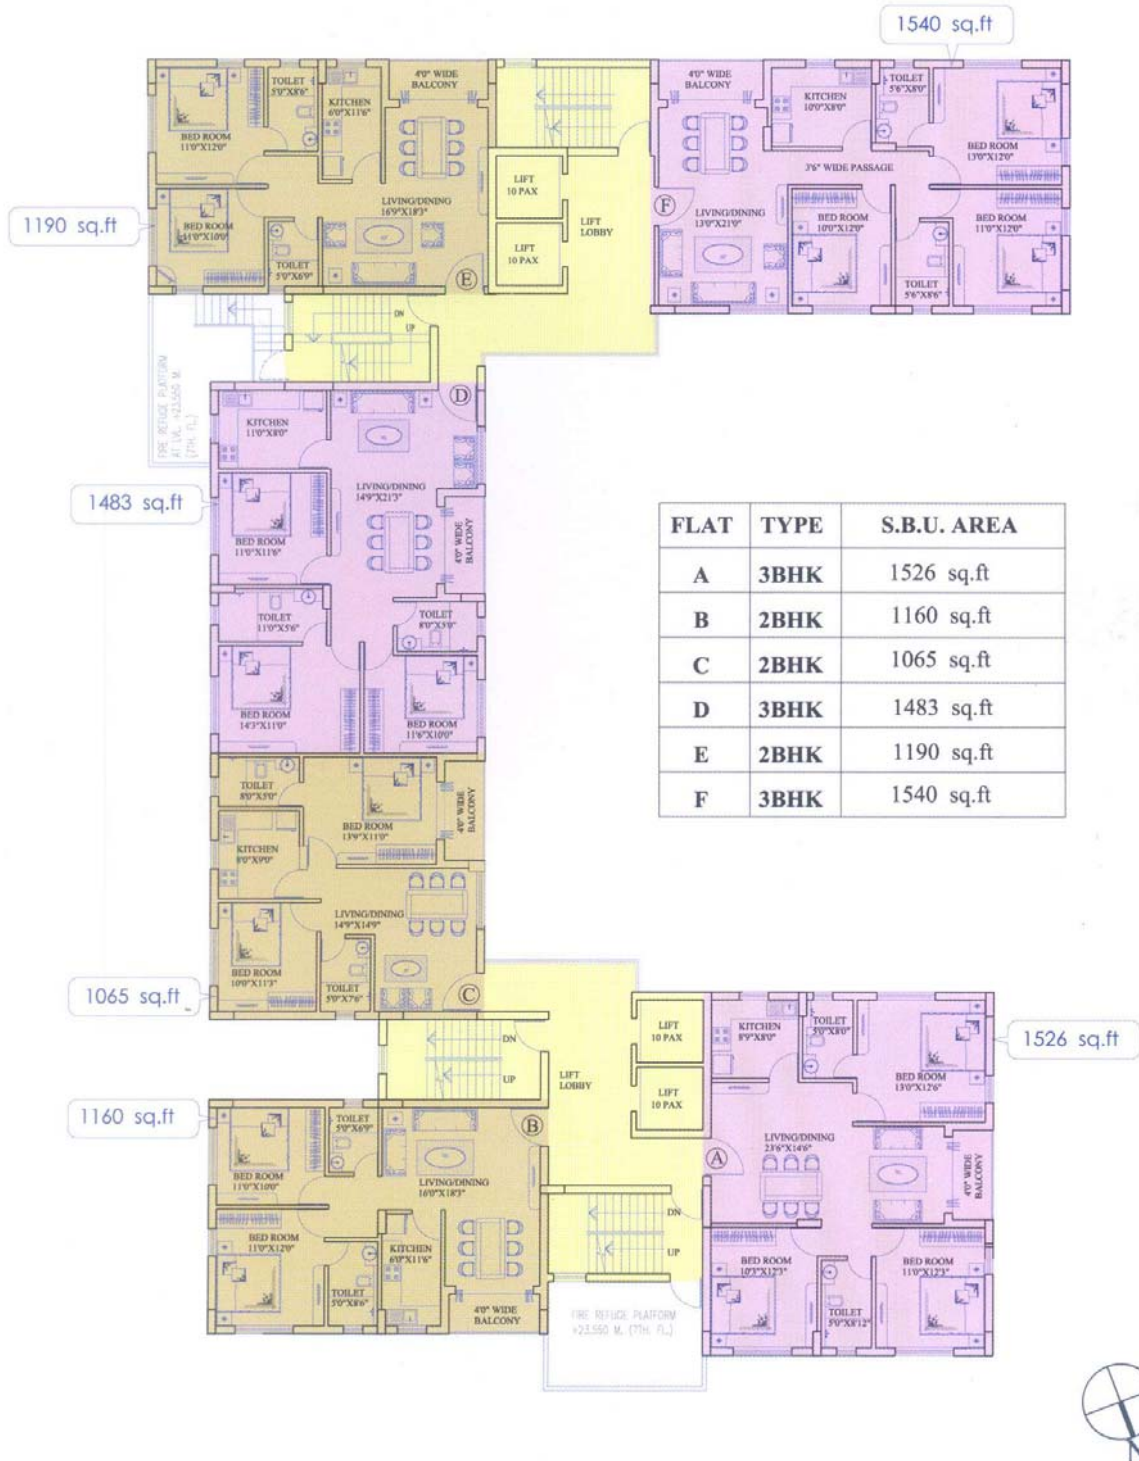 1540 sq.ft
4'0" WIDE
BALCONY
TOILET
5'0"X8'6"
KITCHEN
6'0"X11'6"
BED ROOM
11'0"X12'0"
LIVING/DINING
16'9"X18'3"
BED ROOM
11'0"X10'0"
TOILET
5'0"X6'9"
E
1190 sq.ft
LIFT
10 PAX
LIFT
10 PAX
LIFT
LOBBY
DN
UP
4'0" WIDE
BALCONY
KITCHEN
10'0"X8'0"
TOILET
5'6"X8'0"
BED ROOM
13'0"X12'0"
3'6" WIDE PASSAGE
F
LIVING/DINING
13'0"X21'0"
BED ROOM
10'0"X12'0"
BED ROOM
11'0"X12'0"
TOILET
5'6"X8'6"
FIRE REFUGE PLATFORM
AT LVL. +23.550 M.
(7TH. FL.)
D
KITCHEN
11'0"X8'0"
1483 sq.ft
LIVING/DINING
14'9"X21'3"
BED ROOM
11'0"X11'6"
4'0" WIDE
BALCONY
TOILET
11'0"X5'6"
TOILET
8'0"X5'0"
BED ROOM
14'3"X11'0"
BED ROOM
11'6"X10'0"
FLAT TYPE S.B.U. AREA
A 3BHK 1526 sq.ft
B 2BHK 1160 sq.ft
C 2BHK 1065 sq.ft
D 3BHK 1483 sq.ft
E 2BHK 1190 sq.ft
F 3BHK 1540 sq.ft
TOILET
8'0"X5'0"
BED ROOM
13'9"X11'0"
4'0" WIDE
BALCONY
KITCHEN
8'0"X9'0"
LIVING/DINING
14'9"X14'9"
BED ROOM
10'0"X11'3"
TOILET
5'0"X7'6"
C
1065 sq.ft
DN
UP
LIFT
LOBBY
LIFT
10 PAX
LIFT
10 PAX
KITCHEN
8'9"X8'0"
TOILET
5'0"X8'0"
BED ROOM
13'0"X12'6"
1526 sq.ft
1160 sq.ft
TOILET
5'0"X6'9"
B
BED ROOM
11'0"X10'0"
LIVING/DINING
16'0"X18'3"
BED ROOM
11'0"X12'0"
KITCHEN
6'0"X11'6"
TOILET
5'0"X8'6"
4'0" WIDE
BALCONY
A
LIVING/DINING
23'6"X14'6"
4'0" WIDE
BALCONY
DN
UP
BED ROOM
10'3"X12'3"
BED ROOM
11'0"X12'3"
TOILET
5'0"X8'12"
FIRE REFUGE PLATFORM
+23.550 M. (7TH. FL.)
N